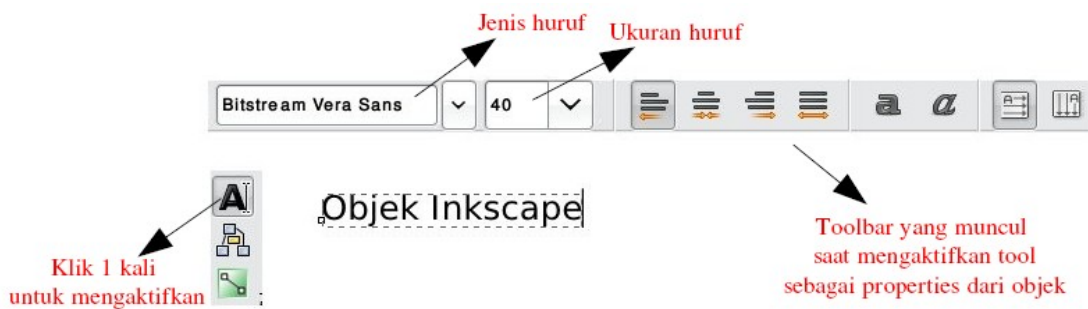 Jenis huruf
Ukuran huruf
Bitstream Vera Sans
40
a a
A
A
A
Objek Inkscape
Klik 1 kali
untuk mengaktifkan
;
Toolbar yang muncul
saat mengaktifkan tool
sebagai properties dari objek